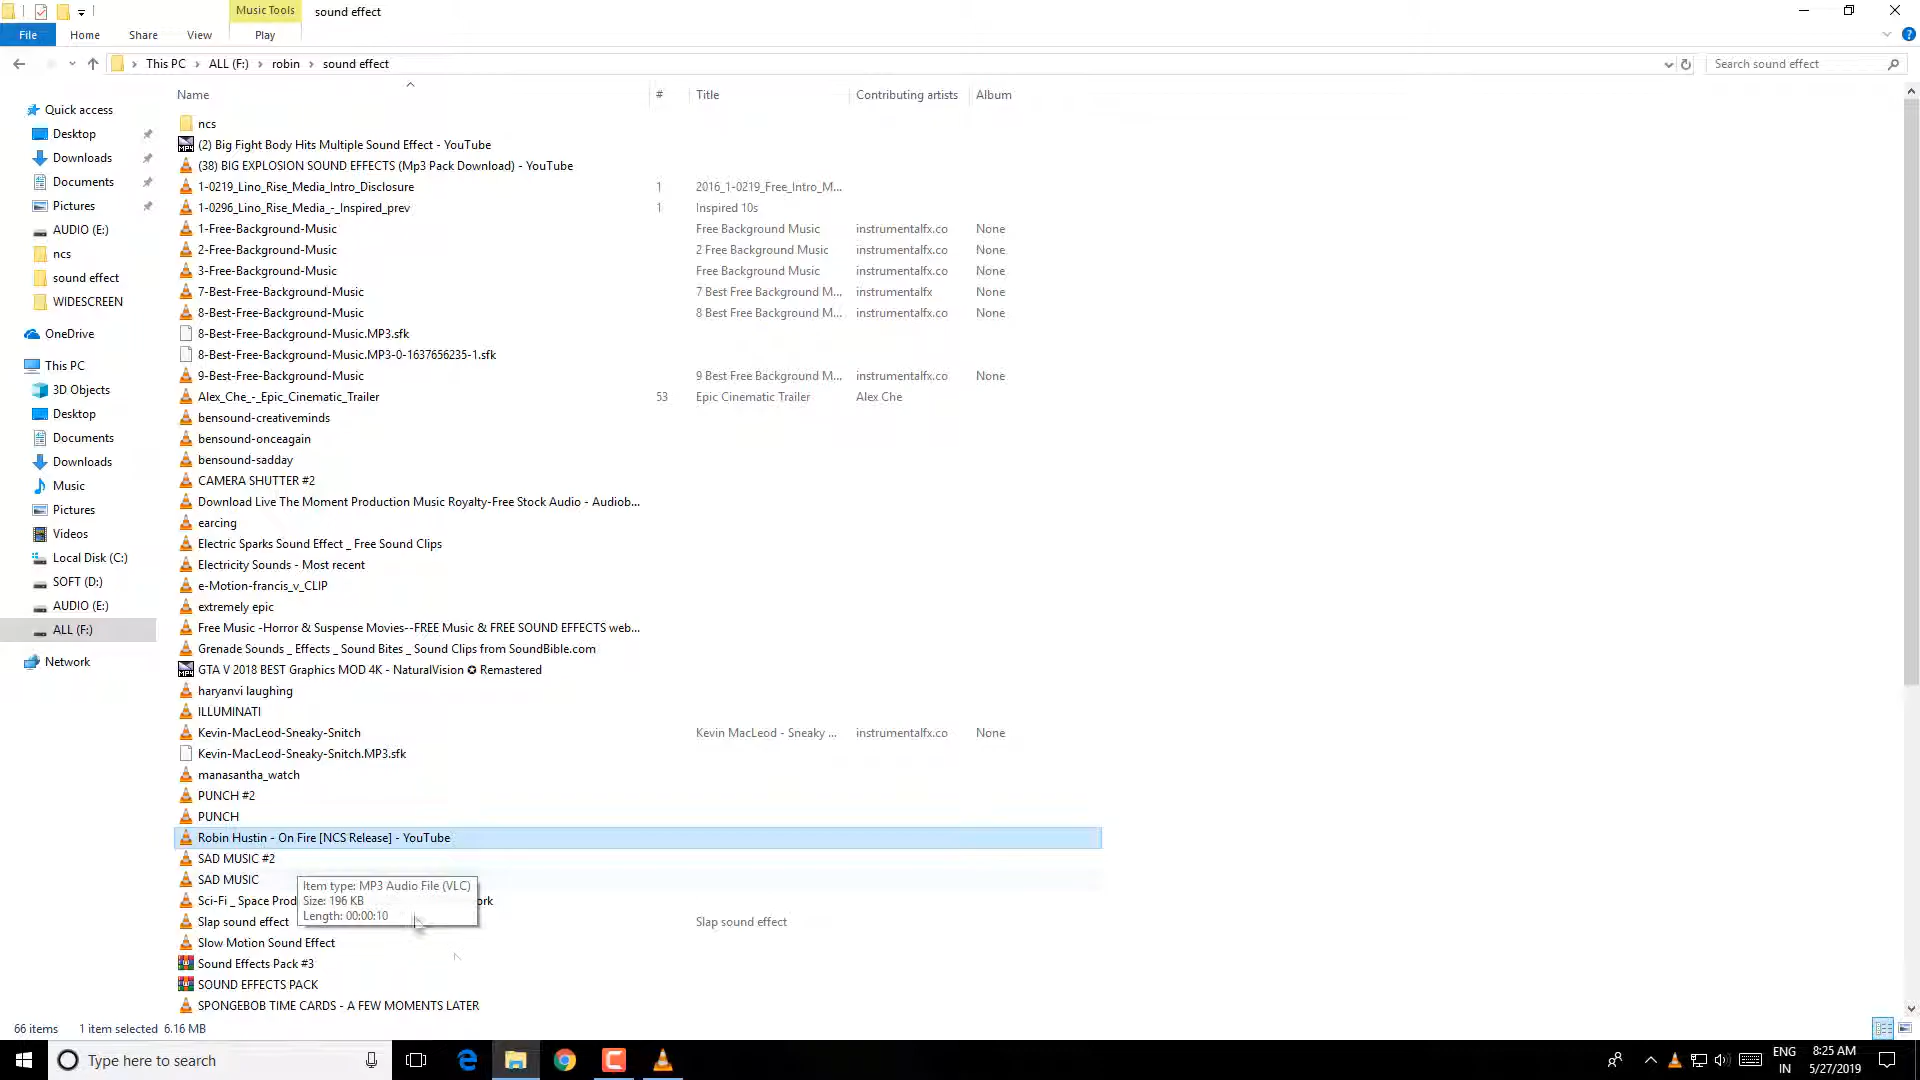 Music Tools sound effect
File Home Share View Play
This PC ALL (F:) robin sound effect Search sound effect
Name # Title Contributing artists Album
Quick access
Desktop
Downloads
Documents
Pictures
AUDIO (E:)
ncs
sound effect
WIDESCREEN
OneDrive
This PC
3D Objects
Desktop
Documents
Downloads
Music
Pictures
Videos
Local Disk (C:)
SOFT (D:)
AUDIO (E:)
ALL (F:)
Network
ncs
(2) Big Fight Body Hits Multiple Sound Effect - YouTube
(38) BIG EXPLOSION SOUND EFFECTS (Mp3 Pack Download) - YouTube
1-0219_Lino_Rise_Media_Intro_Disclosure 1 2016_1-0219_Free_Intro_M...
1-0296_Lino_Rise_Media_-_Inspired_prev 1 Inspired 10s
1-Free-Background-Music Free Background Music instrumentalfx.co None
2-Free-Background-Music 2 Free Background Music instrumentalfx.co None
3-Free-Background-Music Free Background Music instrumentalfx.co None
7-Best-Free-Background-Music 7 Best Free Background M... instrumentalfx None
8-Best-Free-Background-Music 8 Best Free Background M... instrumentalfx.co None
8-Best-Free-Background-Music.MP3.sfk
8-Best-Free-Background-Music.MP3-0-1637656235-1.sfk
9-Best-Free-Background-Music 9 Best Free Background M... instrumentalfx.co None
Alex_Che_-_Epic_Cinematic_Trailer 53 Epic Cinematic Trailer Alex Che
bensound-creativeminds
bensound-onceagain
bensound-sadday
CAMERA SHUTTER #2
Download Live The Moment Production Music Royalty-Free Stock Audio - Audiob...
earcing
Electric Sparks Sound Effect _ Free Sound Clips
Electricity Sounds - Most recent
e-Motion-francis_v_CLIP
extremely epic
Free Music -Horror & Suspense Movies--FREE Music & FREE SOUND EFFECTS web...
Grenade Sounds _ Effects _ Sound Bites _ Sound Clips from SoundBible.com
GTA V 2018 BEST Graphics MOD 4K - NaturalVision ✪ Remastered
haryanvi laughing
ILLUMINATI
Kevin-MacLeod-Sneaky-Snitch Kevin MacLeod - Sneaky ... instrumentalfx.co None
Kevin-MacLeod-Sneaky-Snitch.MP3.sfk
manasantha_watch
PUNCH #2
PUNCH
Robin Hustin - On Fire [NCS Release] - YouTube
SAD MUSIC #2
SAD MUSIC
Item type: MP3 Audio File (VLC)
Size: 196 KB
Length: 00:00:10
Sci-Fi _ Space Prod ork
Slap sound effect Slap sound effect
Slow Motion Sound Effect
Sound Effects Pack #3
SOUND EFFECTS PACK
SPONGEBOB TIME CARDS - A FEW MOMENTS LATER
66 items 1 item selected 6.16 MB
Type here to search
ENG
IN
8:25 AM
5/27/2019